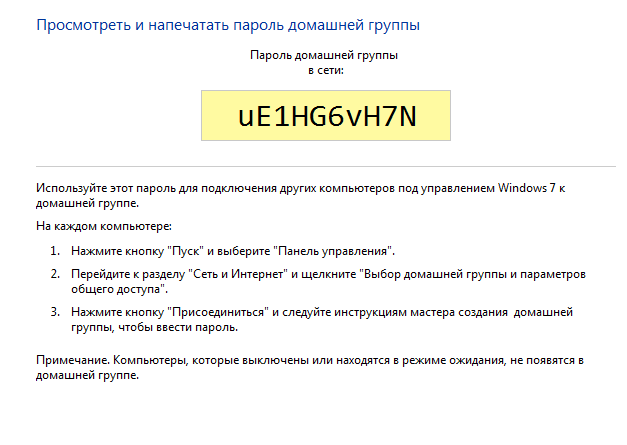 Просмотреть и напечатать пароль домашней группы
Пароль домашней группы
в сети:
uE1HG6vH7N
Используйте этот пароль для подключения других компьютеров под управлением Windows 7 к
домашней группе.
На каждом компьютере:
1. Нажмите кнопку "Пуск" и выберите "Панель управления".
2. Перейдите к разделу "Сеть и Интернет" и щелкните "Выбор домашней группы и параметров
общего доступа".
3. Нажмите кнопку "Присоединиться" и следуйте инструкциям мастера создания  домашней
группы, чтобы ввести пароль.
Примечание. Компьютеры, которые выключены или находятся в режиме ожидания, не появятся в
домашней группе.